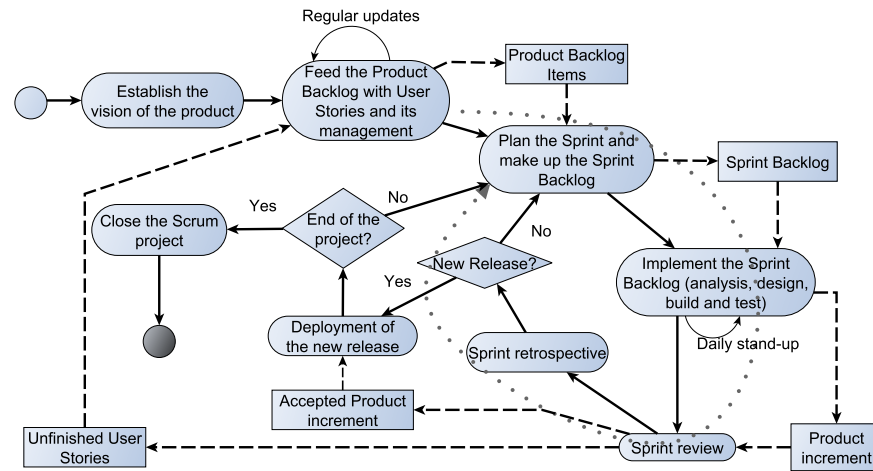 Regular updates
Establish the
vision of the product
Feed the Product
Backlog with User
Stories and its
management
Product Backlog
Items
Plan the Sprint and
make up the Sprint
Backlog
Sprint Backlog
No
Yes
End of the
project?
Close the Scrum
project
No
New Release?
Yes
Implement the Sprint
Backlog (analysis, design,
build and test)
Daily stand-up
Deployment of
the new release
Sprint retrospective
Accepted Product
increment
Unfinished User
Stories
Sprint review
Product
increment